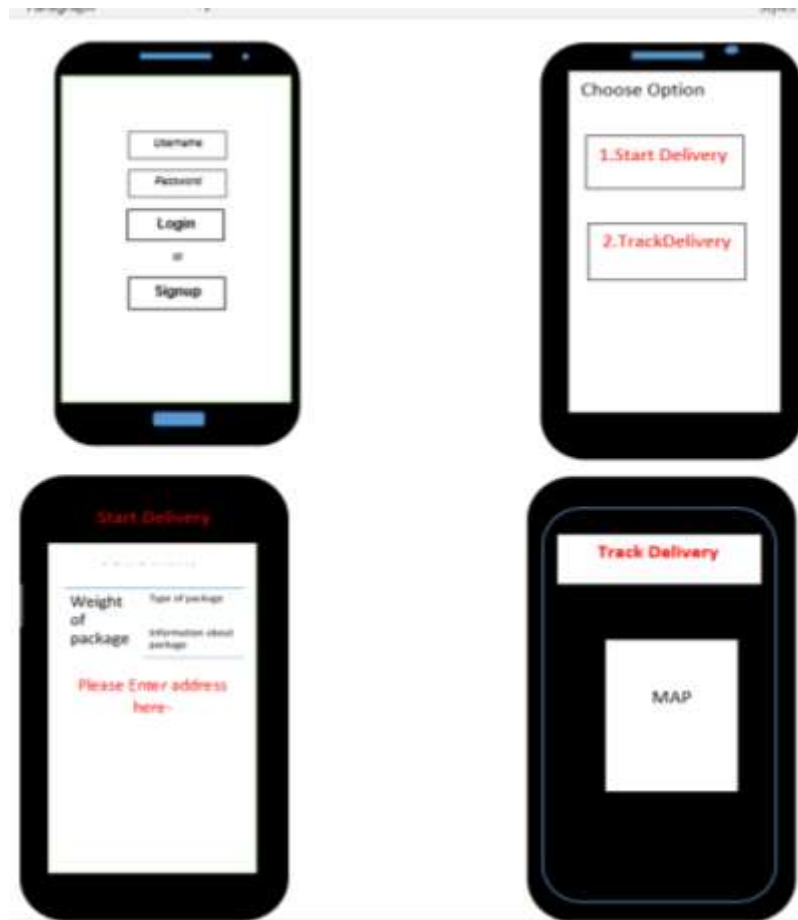 Username
Password
Login
or
Signup
Choose Option
1.Start Delivery
2.TrackDelivery
Start Delivery
Weight
of
package
Type of package
Information about
package
Please Enter address
here-
Track Delivery
MAP